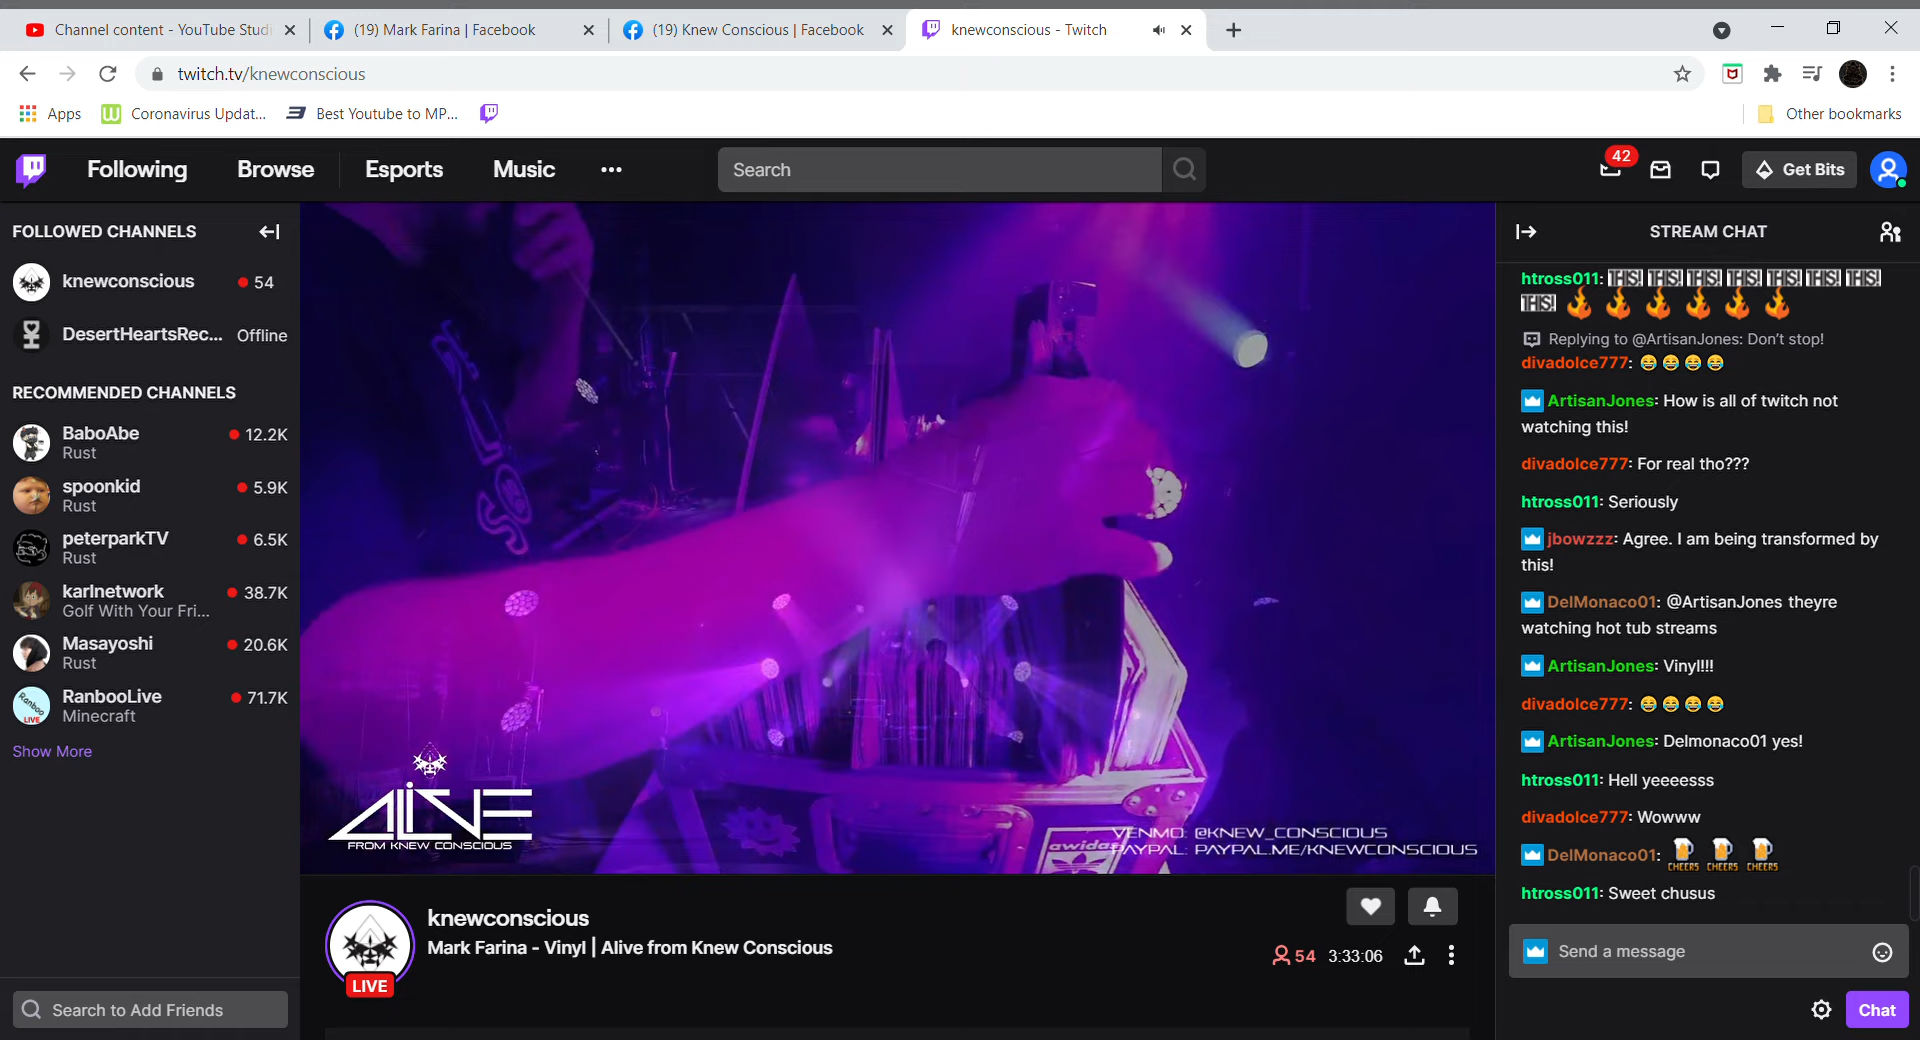 Channel content - YouTube Studi
(19) Mark Farina | Facebook
(19) Knew Conscious | Facebook
knewconscious - Twitch
twitch.tv/knewconscious
Apps
Coronavirus Updat...
Best Youtube to MP...
Other bookmarks
Following
Browse
Esports
Music
Search
42
Get Bits
FOLLOWED CHANNELS
knewconscious
54
DesertHeartsRec...
Offline
RECOMMENDED CHANNELS
BaboAbe
12.2K
Rust
spoonkid
5.9K
Rust
peterparkTV
6.5K
Rust
karlnetwork
38.7K
Golf With Your Fri...
Masayoshi
20.6K
Rust
RanbooLive
71.7K
Minecraft
Show More
Search to Add Friends
ALIVE
FROM KNEW CONSCIOUS
awidas
VENMO: @KNEW_CONSCIOUS
PAYPAL: PAYPAL.ME/KNEWCONSCIOUS
knewconscious
Mark Farina - Vinyl | Alive from Knew Conscious
LIVE
54
3:33:06
STREAM CHAT
htross011:
Replying to @ArtisanJones: Don't stop!
divadolce777: 😂 😂 😂 😂
ArtisanJones: How is all of twitch not
watching this!
divadolce777: For real tho???
htross011: Seriously
jbowzzz: Agree. I am being transformed by
this!
DelMonaco01: @ArtisanJones theyre
watching hot tub streams
ArtisanJones: Vinyl!!!
divadolce777: 😂 😂 😂 😂
ArtisanJones: Delmonaco01 yes!
htross011: Hell yeeeesss
divadolce777: Wowww
DelMonaco01: CHEERS CHEERS CHEERS
htross011: Sweet chusus
Send a message
Chat